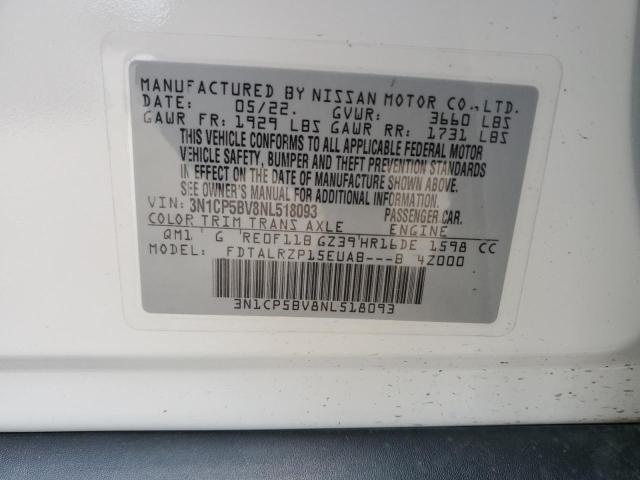 MANUFACTURED BY NISSAN MOTOR CO., LTD.
DATE: 05/22. GVWR: 3660 LBS
GAWR FR: 1929 LBS GAWR RR: 1731 LBS
THIS VEHICLE CONFORMS TO ALL APPLICABLE FEDERAL MOTOR
VEHICLE SAFETY, BUMPER AND THEFT PREVENTION STANDARDS
IN EFFECT ON THE DATE OF MANUFACTURE SHOWN ABOVE.
SEE OWNER'S MANUAL FOR ADDITIONAL INFORMATION.
VIN: 3N1CP5BV8NL518093 PASSENGER CAR.
COLOR TRIM TRANS AXLE ENGINE
QM1 G RE0F11B GZ39 HR16DE 1598 CC
MODEL: FDTALRZP15EUAB---B 4Z000
3N1CP5BV8NL518093